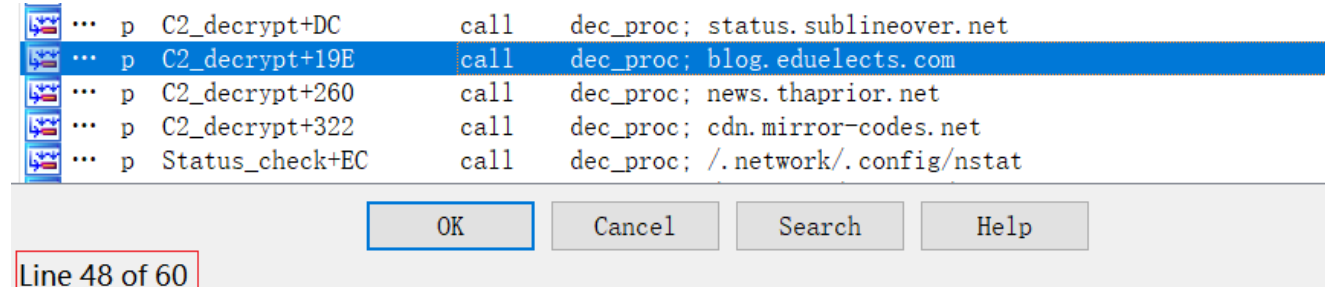 ... p C2_decrypt+DC call dec_proc; status.sublineover.net
... p C2_decrypt+19E call dec_proc; blog.eduelects.com
... p C2_decrypt+260 call dec_proc; news.thaprior.net
... p C2_decrypt+322 call dec_proc; cdn.mirror-codes.net
... p Status_check+EC call dec_proc; /.network/.config/nstat
OK Cancel Search Help
Line 48 of 60